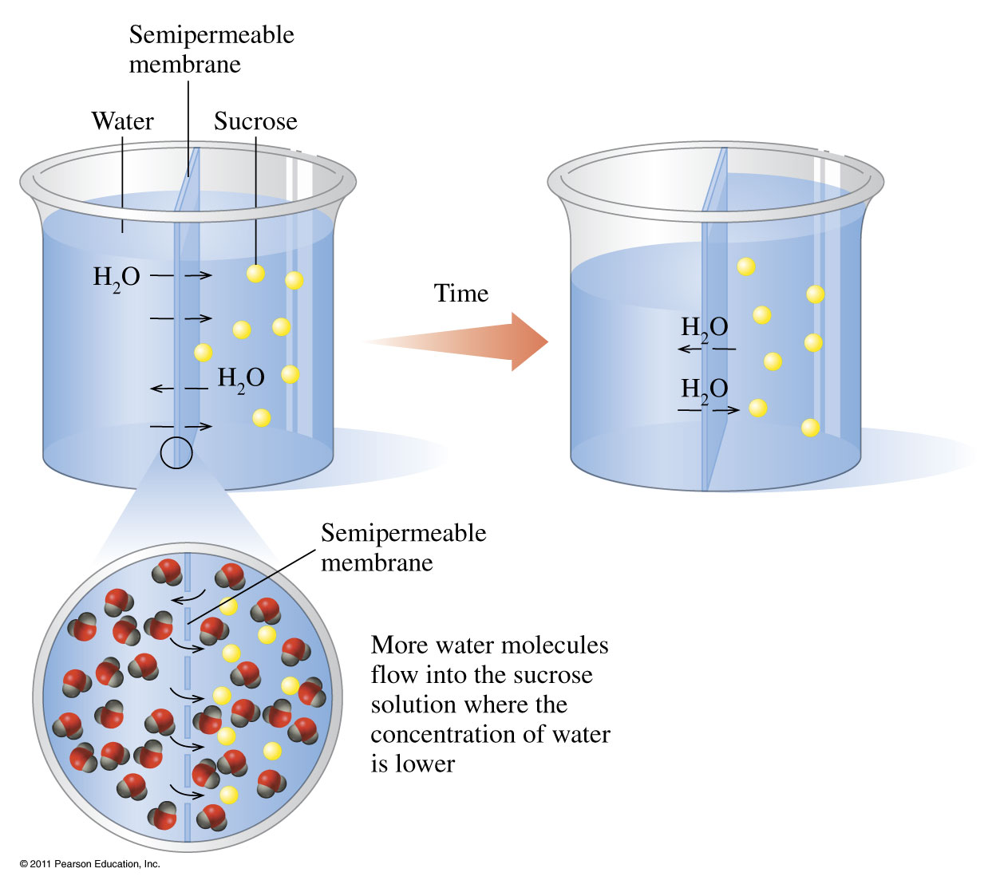 Semipermeable
membrane
Water
Sucrose
H₂O
H₂O
Time
H₂O
H₂O
Semipermeable
membrane
More water molecules
flow into the sucrose
solution where the
concentration of water
is lower
© 2011 Pearson Education, Inc.